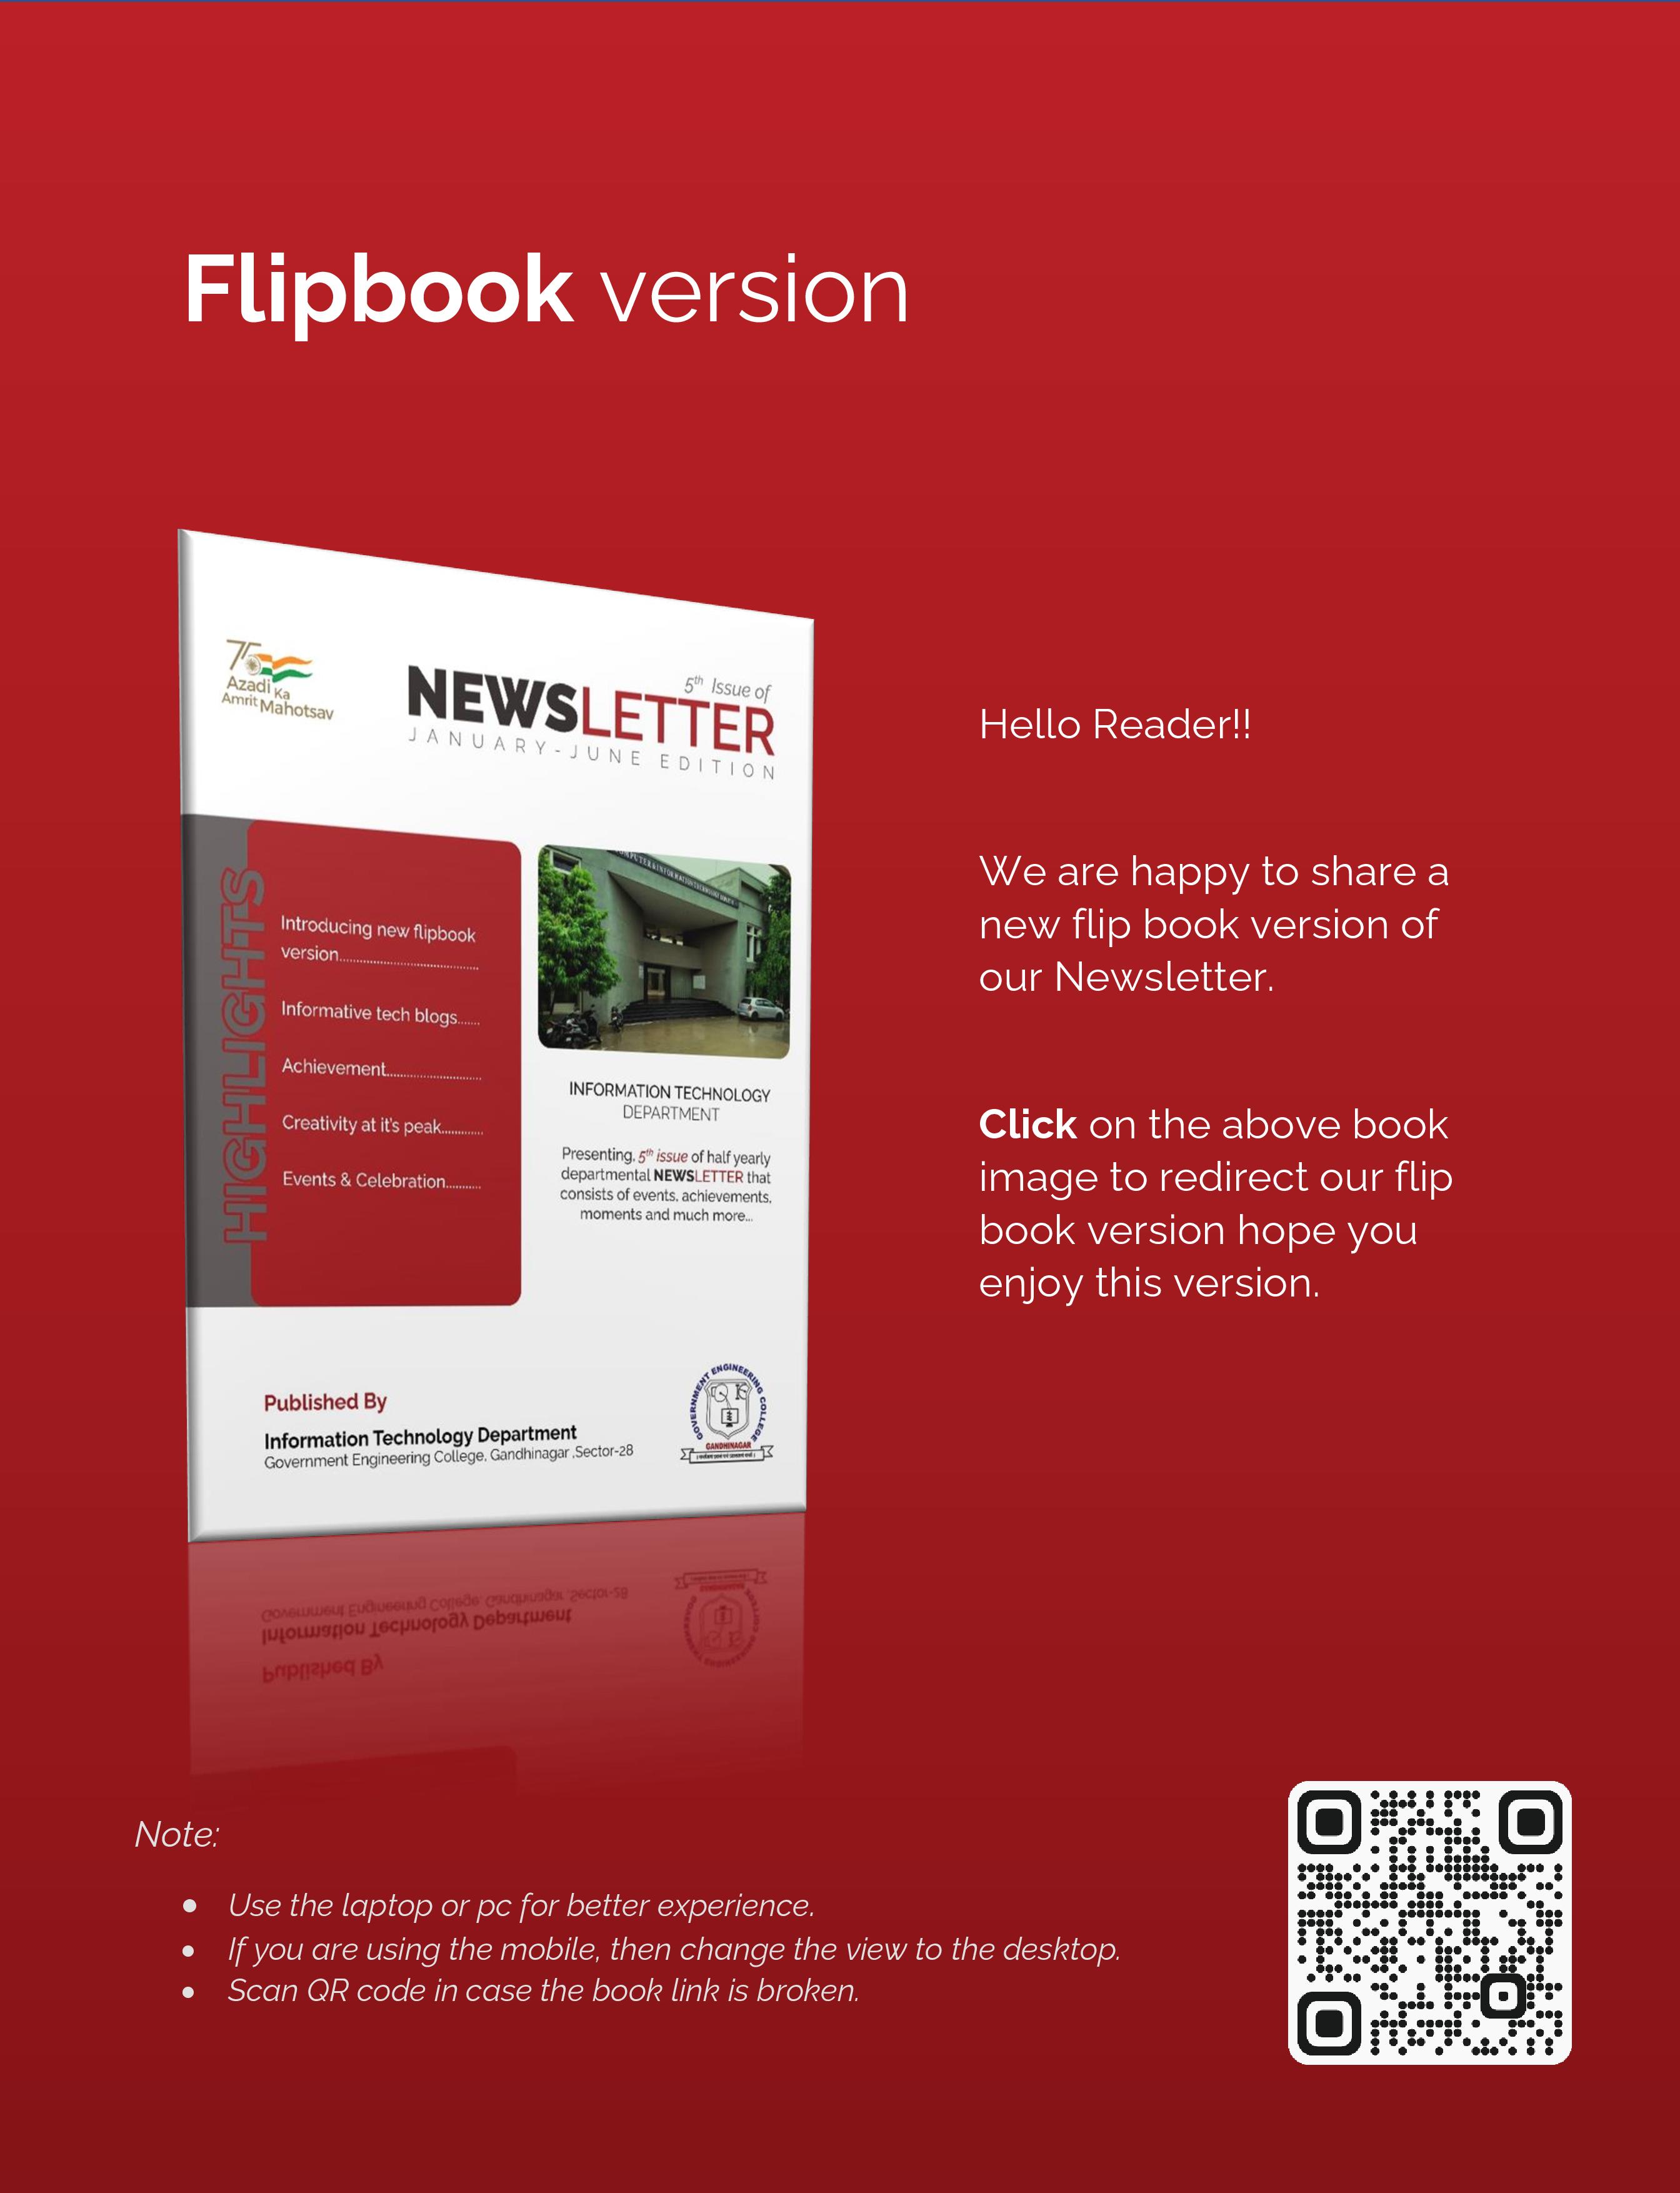 Flipbook version
75
Azadi Ka
Amrit Mahotsav
5th Issue of
NEWSLETTER
JANUARY-JUNE EDITION
HIGHLIGHTS
Introducing new flipbook
version
Informative tech blogs
Achievement
Creativity at it's peak
Events & Celebration
INFORMATION TECHNOLOGY
DEPARTMENT
Presenting, 5th issue of half yearly
departmental NEWSLETTER that
consists of events, achievements,
moments and much more...
Published By
Information Technology Department
Government Engineering College, Gandhinagar ,Sector-28
GOVERNMENT ENGINEERING COLLEGE
GANDHINAGAR
Hello Reader!!
We are happy to share a
new flip book version of
our Newsletter.
Click on the above book
image to redirect our flip
book version hope you
enjoy this version.
Note:
● Use the laptop or pc for better experience.
● If you are using the mobile, then change the view to the desktop.
● Scan QR code in case the book link is broken.